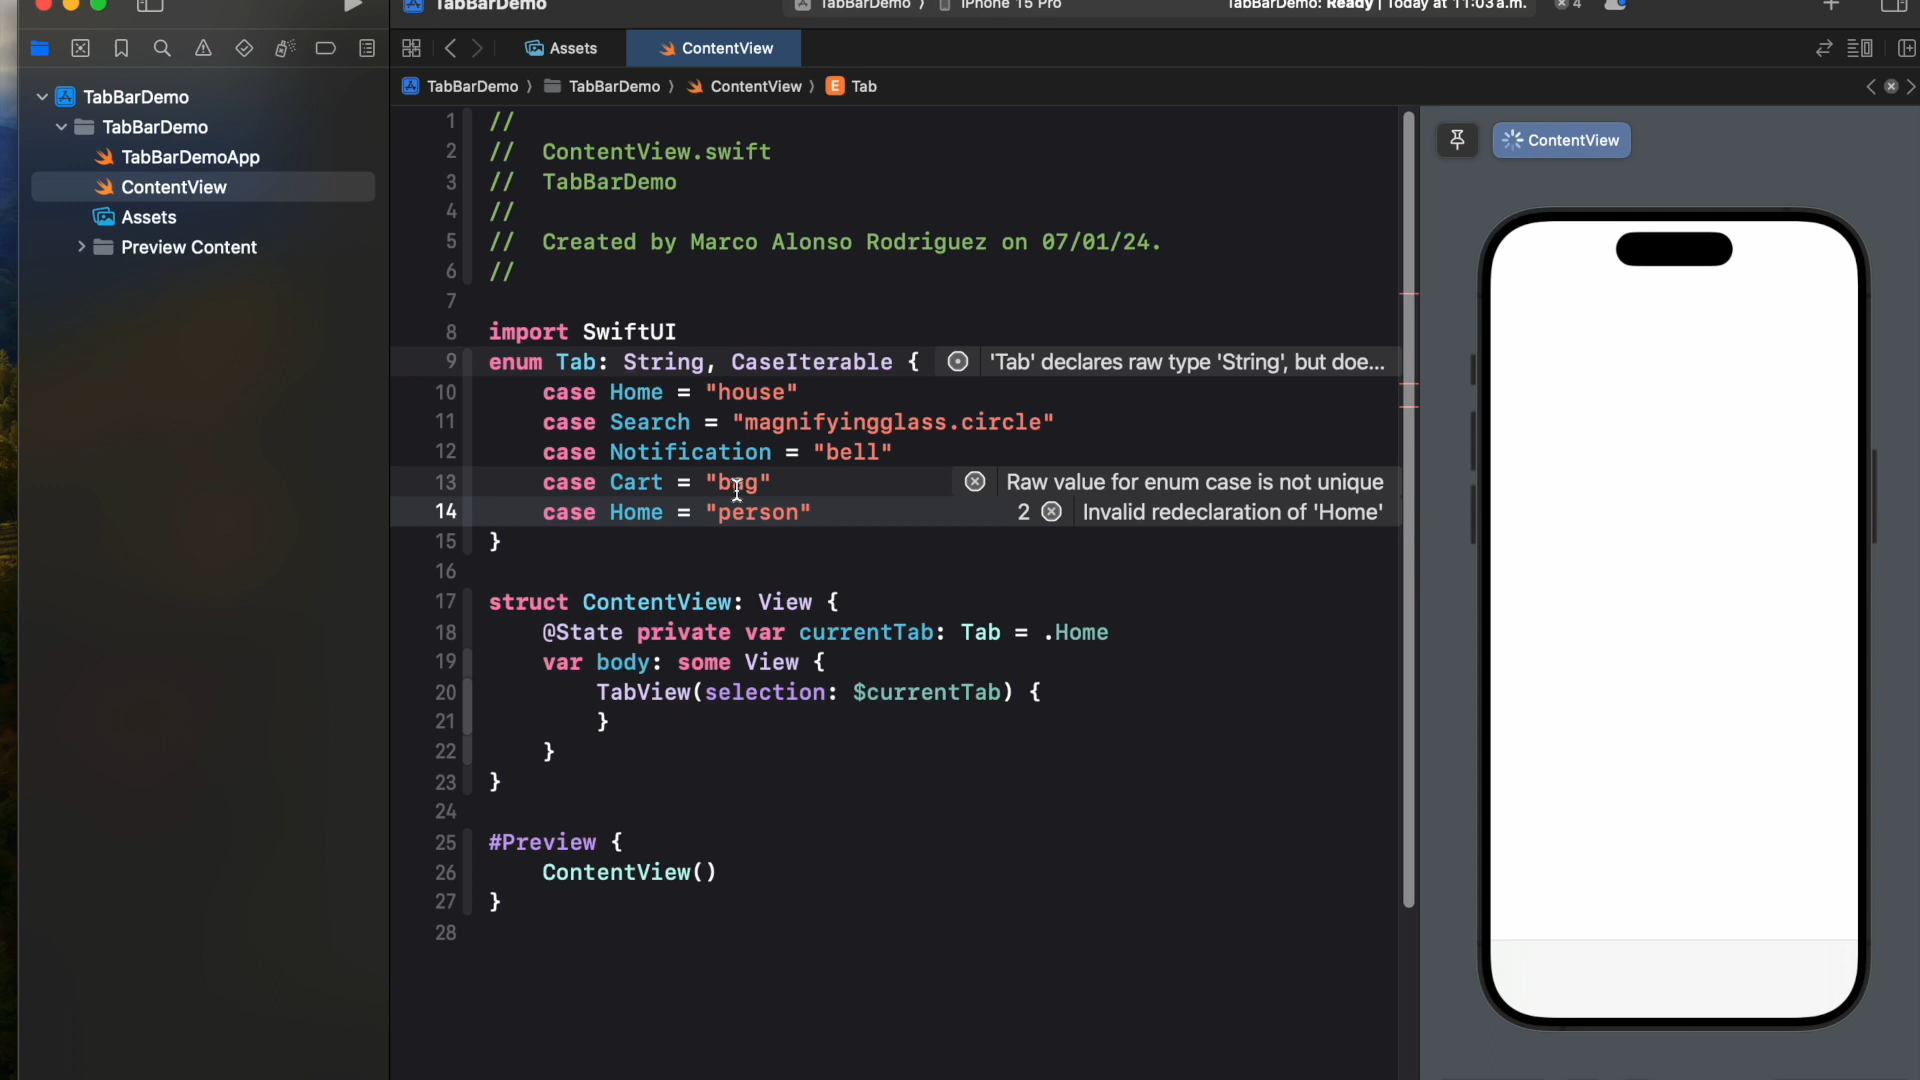 TabBarDemo
TabBarDemo 〉 iPhone 15 Pro
TabBarDemo: Ready | Today at 11:03 a.m.
4
Assets
ContentView
TabBarDemo 〉 TabBarDemo 〉 ContentView 〉 E Tab
TabBarDemo
TabBarDemo
TabBarDemoApp
ContentView
Assets
Preview Content
1 //
2 //  ContentView.swift
3 //  TabBarDemo
4 //
5 //  Created by Marco Alonso Rodriguez on 07/01/24.
6 //
7
8 import SwiftUI
9 enum Tab: String, CaseIterable { 'Tab' declares raw type 'String', but doe...
10 case Home = "house"
11 case Search = "magnifyingglass.circle"
12 case Notification = "bell"
13 case Cart = "bag" Raw value for enum case is not unique
14 case Home = "person" 2 Invalid redeclaration of 'Home'
15 }
16
17 struct ContentView: View {
18 @State private var currentTab: Tab = .Home
19 var body: some View {
20 TabView(selection: $currentTab) {
21 }
22 }
23 }
24
25 #Preview {
26 ContentView()
27 }
28
ContentView